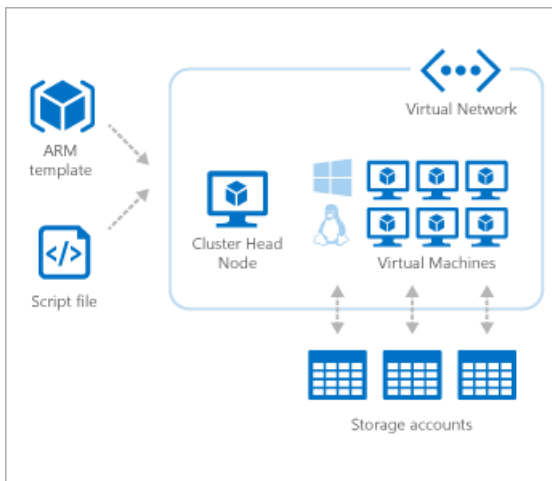 Virtual Network
ARM
template
Cluster Head
Node
Virtual Machines
Script file
Storage accounts